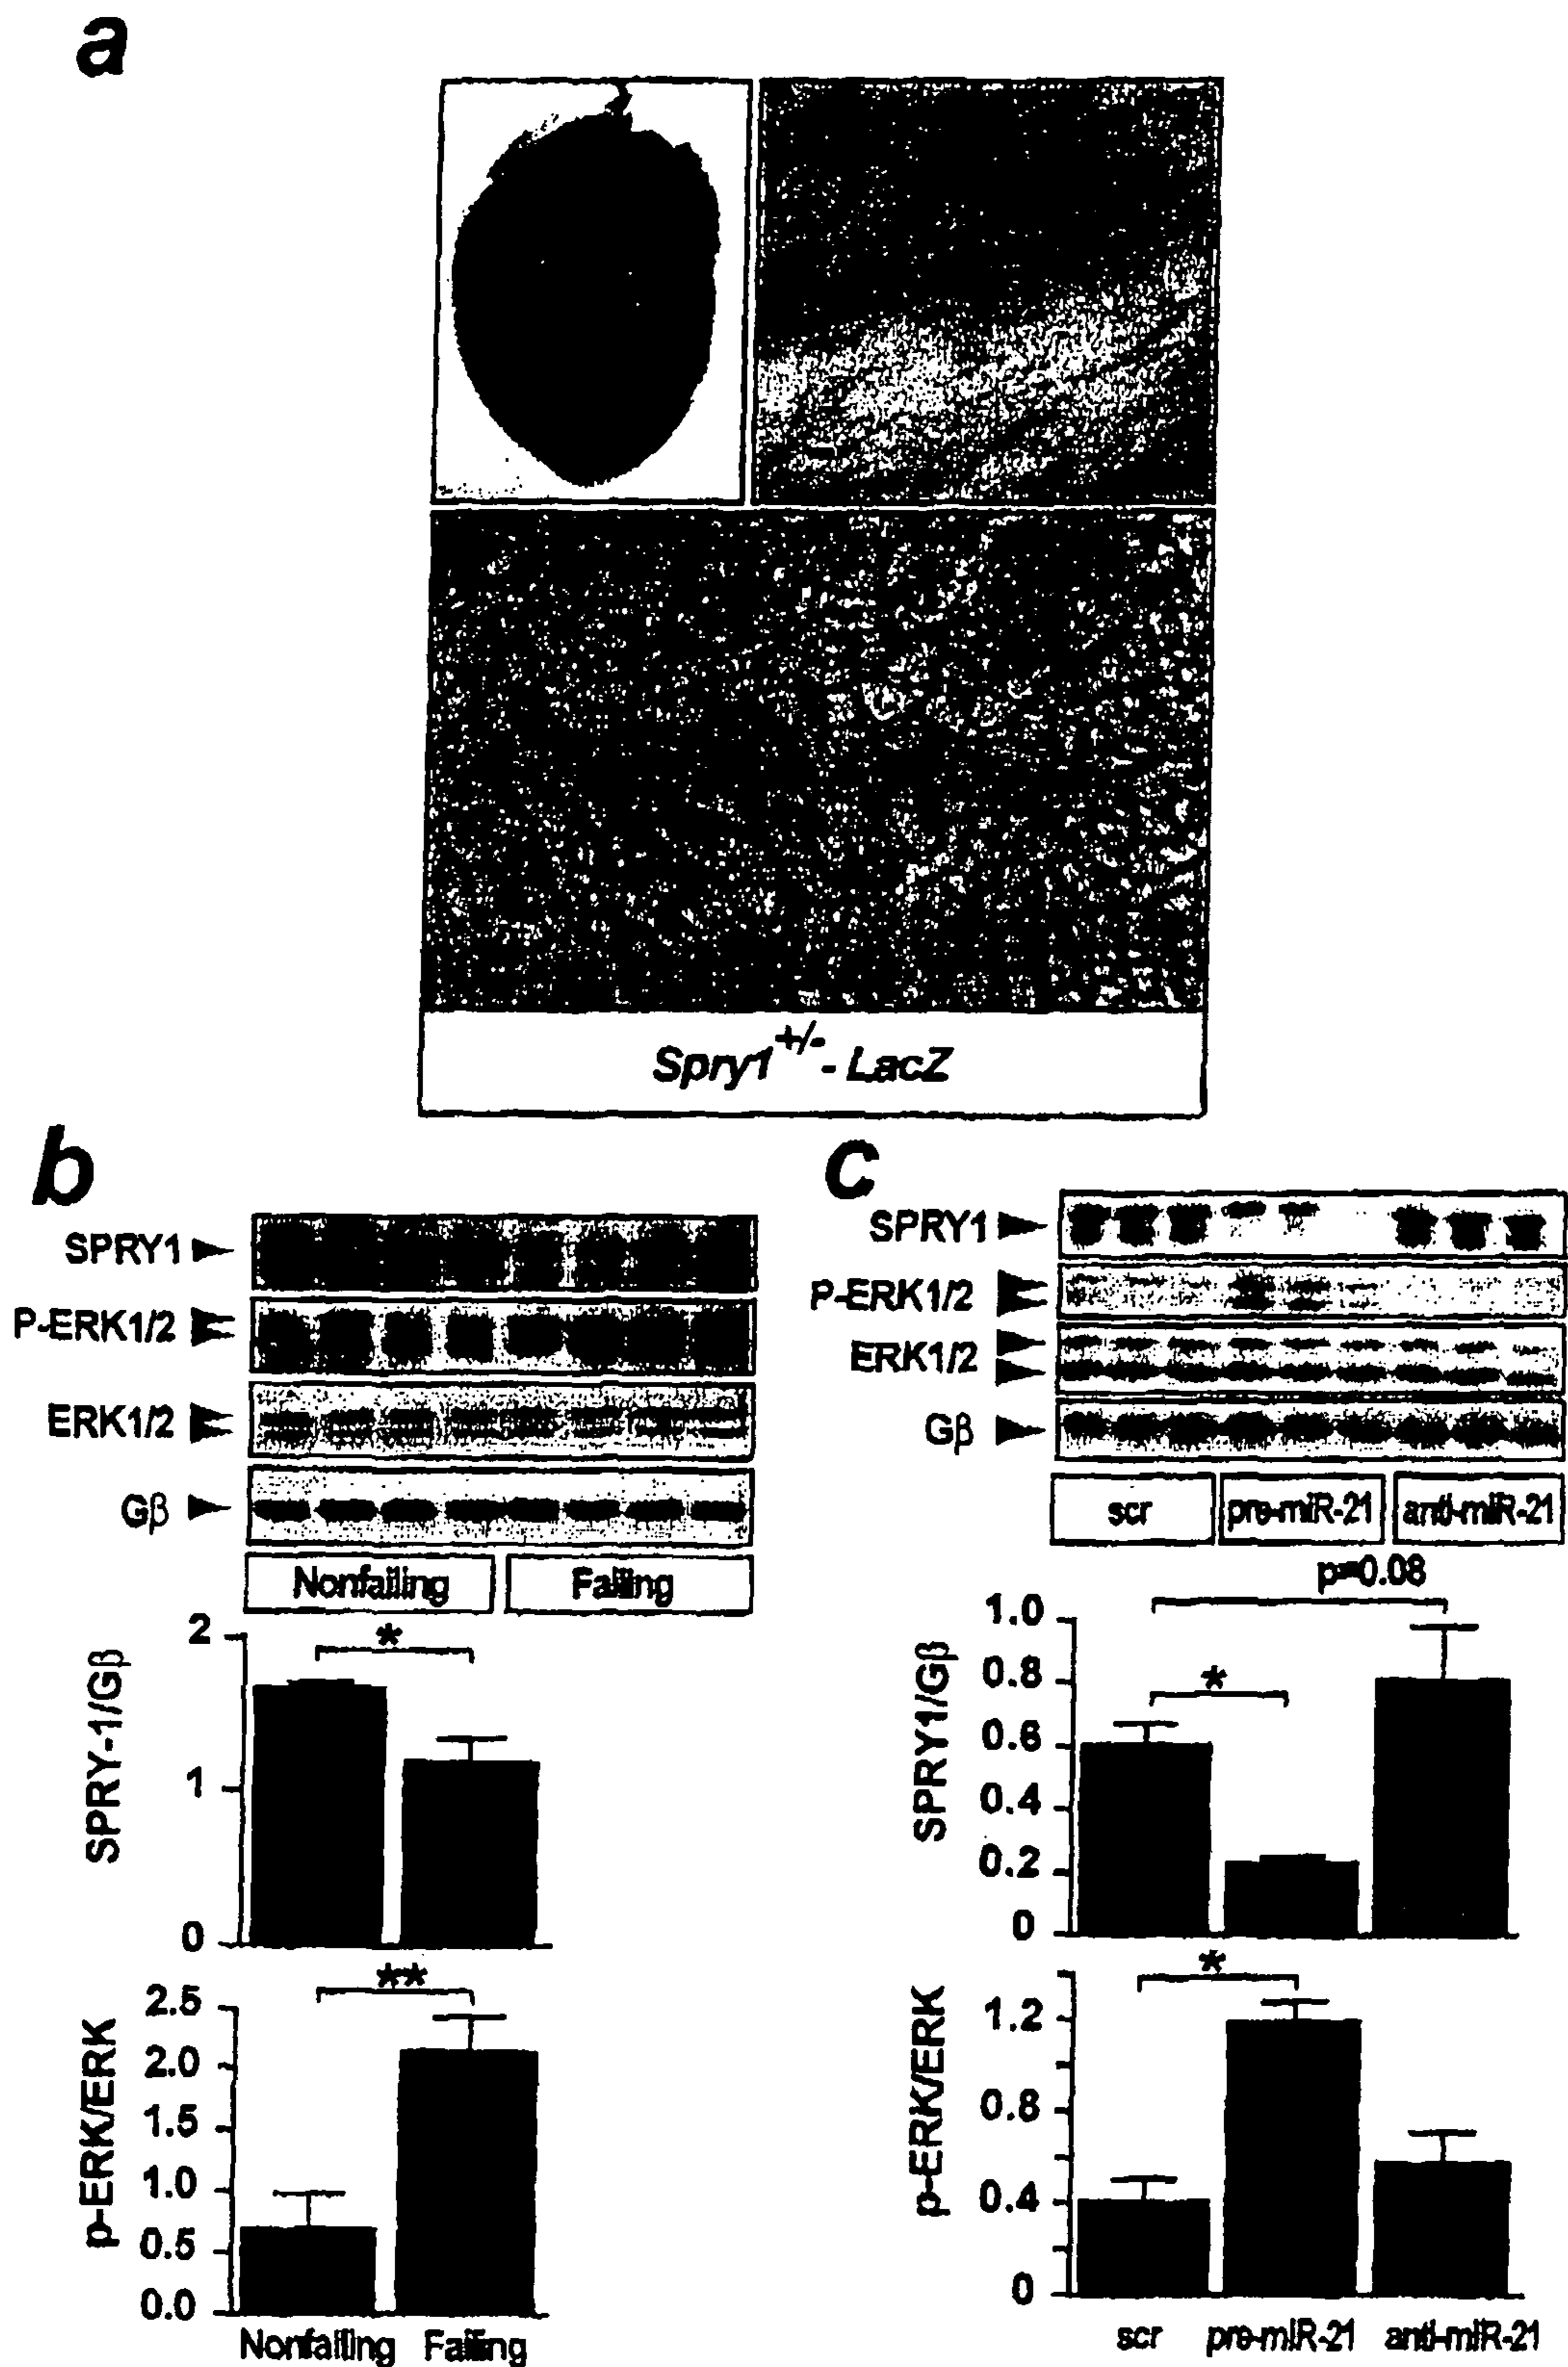 a
Spry1+/- - LacZ
b
SPRY1
P-ERK1/2
ERK1/2
Gβ
Nonfailing Failing
*
SPRY-1/Gβ
2
1
0
**
p-ERK/ERK
2.5
2.0
1.5
1.0
0.5
0.0
Nonfailing Failing
c
SPRY1
P-ERK1/2
ERK1/2
Gβ
scr pre-miR-21 anti-miR-21
p=0.08
*
SPRY1/Gβ
1.0
0.8
0.6
0.4
0.2
0
*
p-ERK/ERK
1.2
0.8
0.4
0
scr pre-miR-21 anti-miR-21